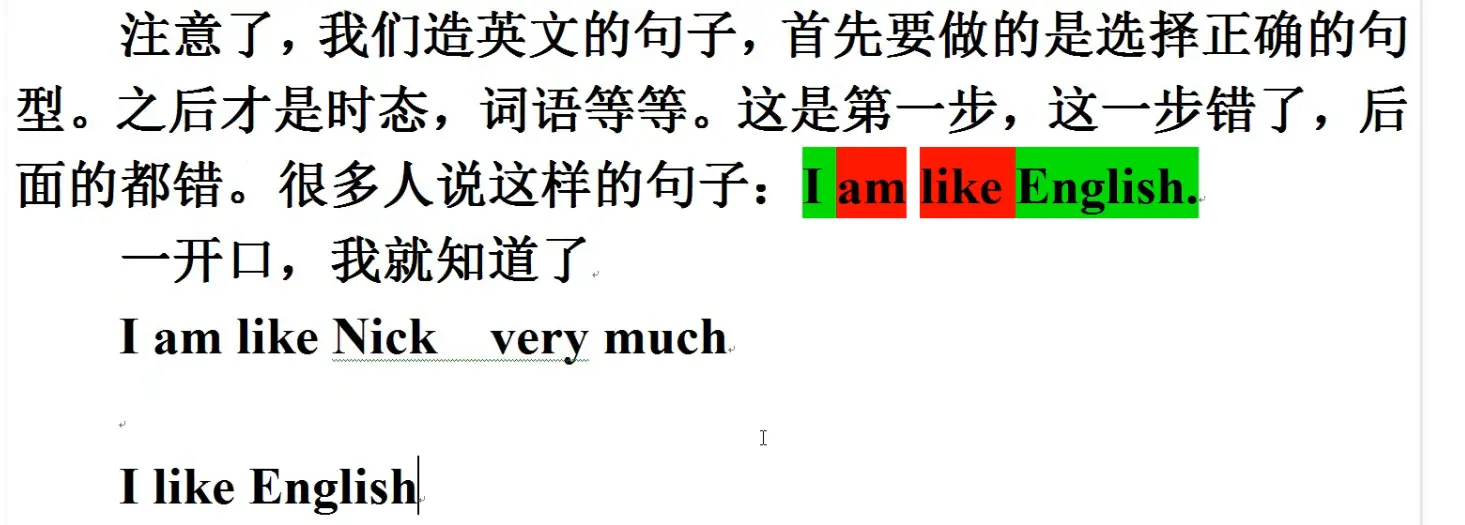 注意了，我们造英文的句子，首先要做的是选择正确的句
型。之后才是时态，词语等等。这是第一步，这一步错了，后
面的都错。很多人说这样的句子：I am like English.
一开口，我就知道了
I am like Nick very much
I like English